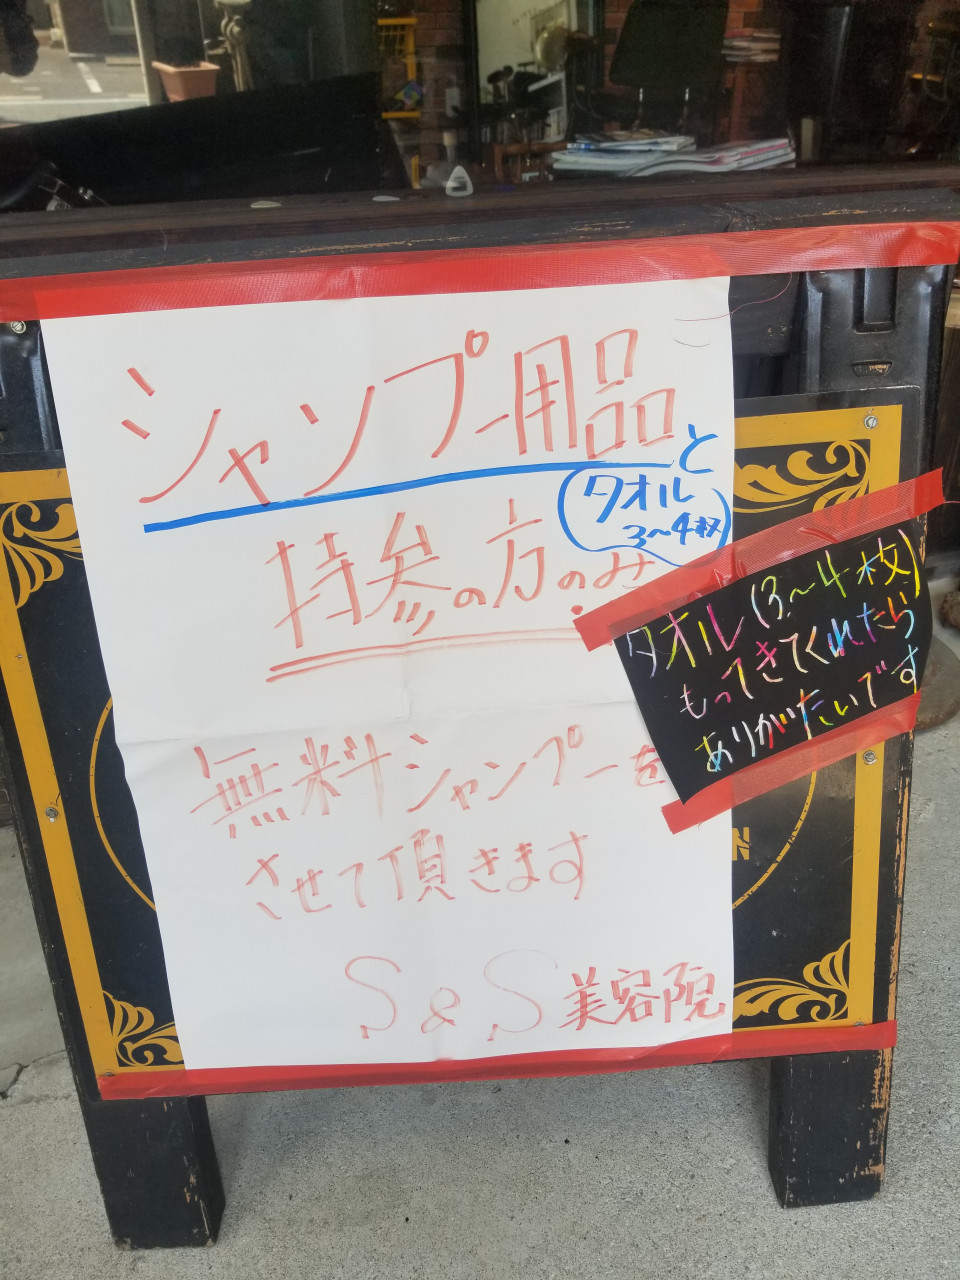 シャンプー用品と
タオル
3~4枚
持参の方のみ
無料シャンプーを
させて頂きます
S&S美容院
タオル(3~4枚)
もってきてくれたら
ありがたいです
N